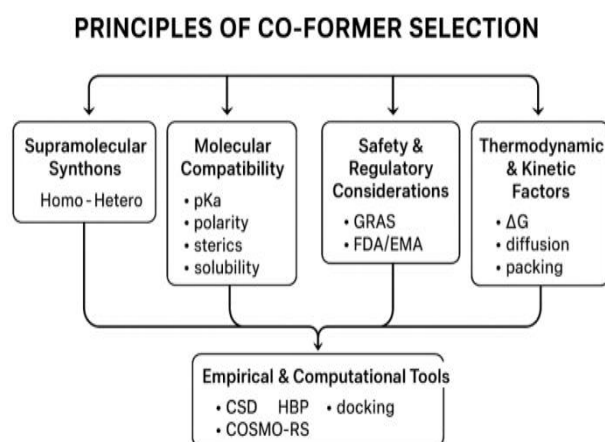 PRINCIPLES OF CO-FORMER SELECTION
Supramolecular
Synthons
Homo - Hetero
Molecular
Compatibility
• pKa
• polarity
• sterics
• solubility
Safety &
& Regulatory
Considerations
• GRAS
• FDA/EMA
Thermodynamic
& Kinetic
Factors
• ΔG
• diffusion
• packing
Empirical & Computational Tools
• CSD HBP • docking
• COSMO-RS